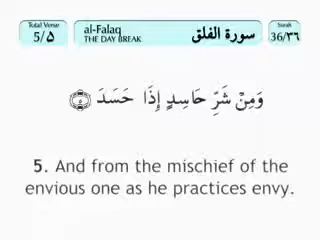 Total Verse
5/۵
al-Falaq
THE DAY BREAK
سورة الفلق
Surah
36/٣٦
وَمِنْ شَرِّ حَاسِدٍ إِذَا حَسَدَ ۝٥
5. And from the mischief of the
envious one as he practices envy.